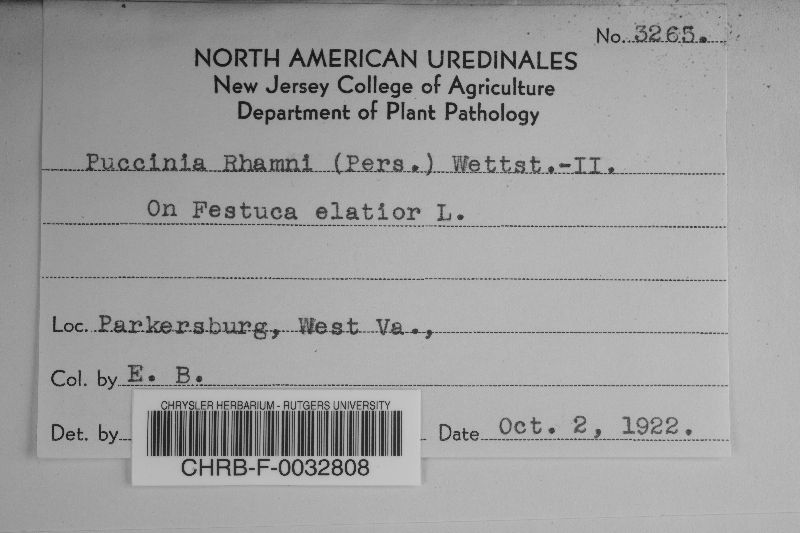 No. 3265.
NORTH AMERICAN UREDINALES
New Jersey College of Agriculture
Department of Plant Pathology
Puccinia Rhamni (Pers.) Wettst.-II.
On Festuca elatior L.
Loc. Parkersburg, West Va.,
Col. by E. B.
CHRYSLER HERBARIUM - RUTGERS UNIVERSITY
Det. by Date Oct. 2, 1922.
CHRB-F-0032808